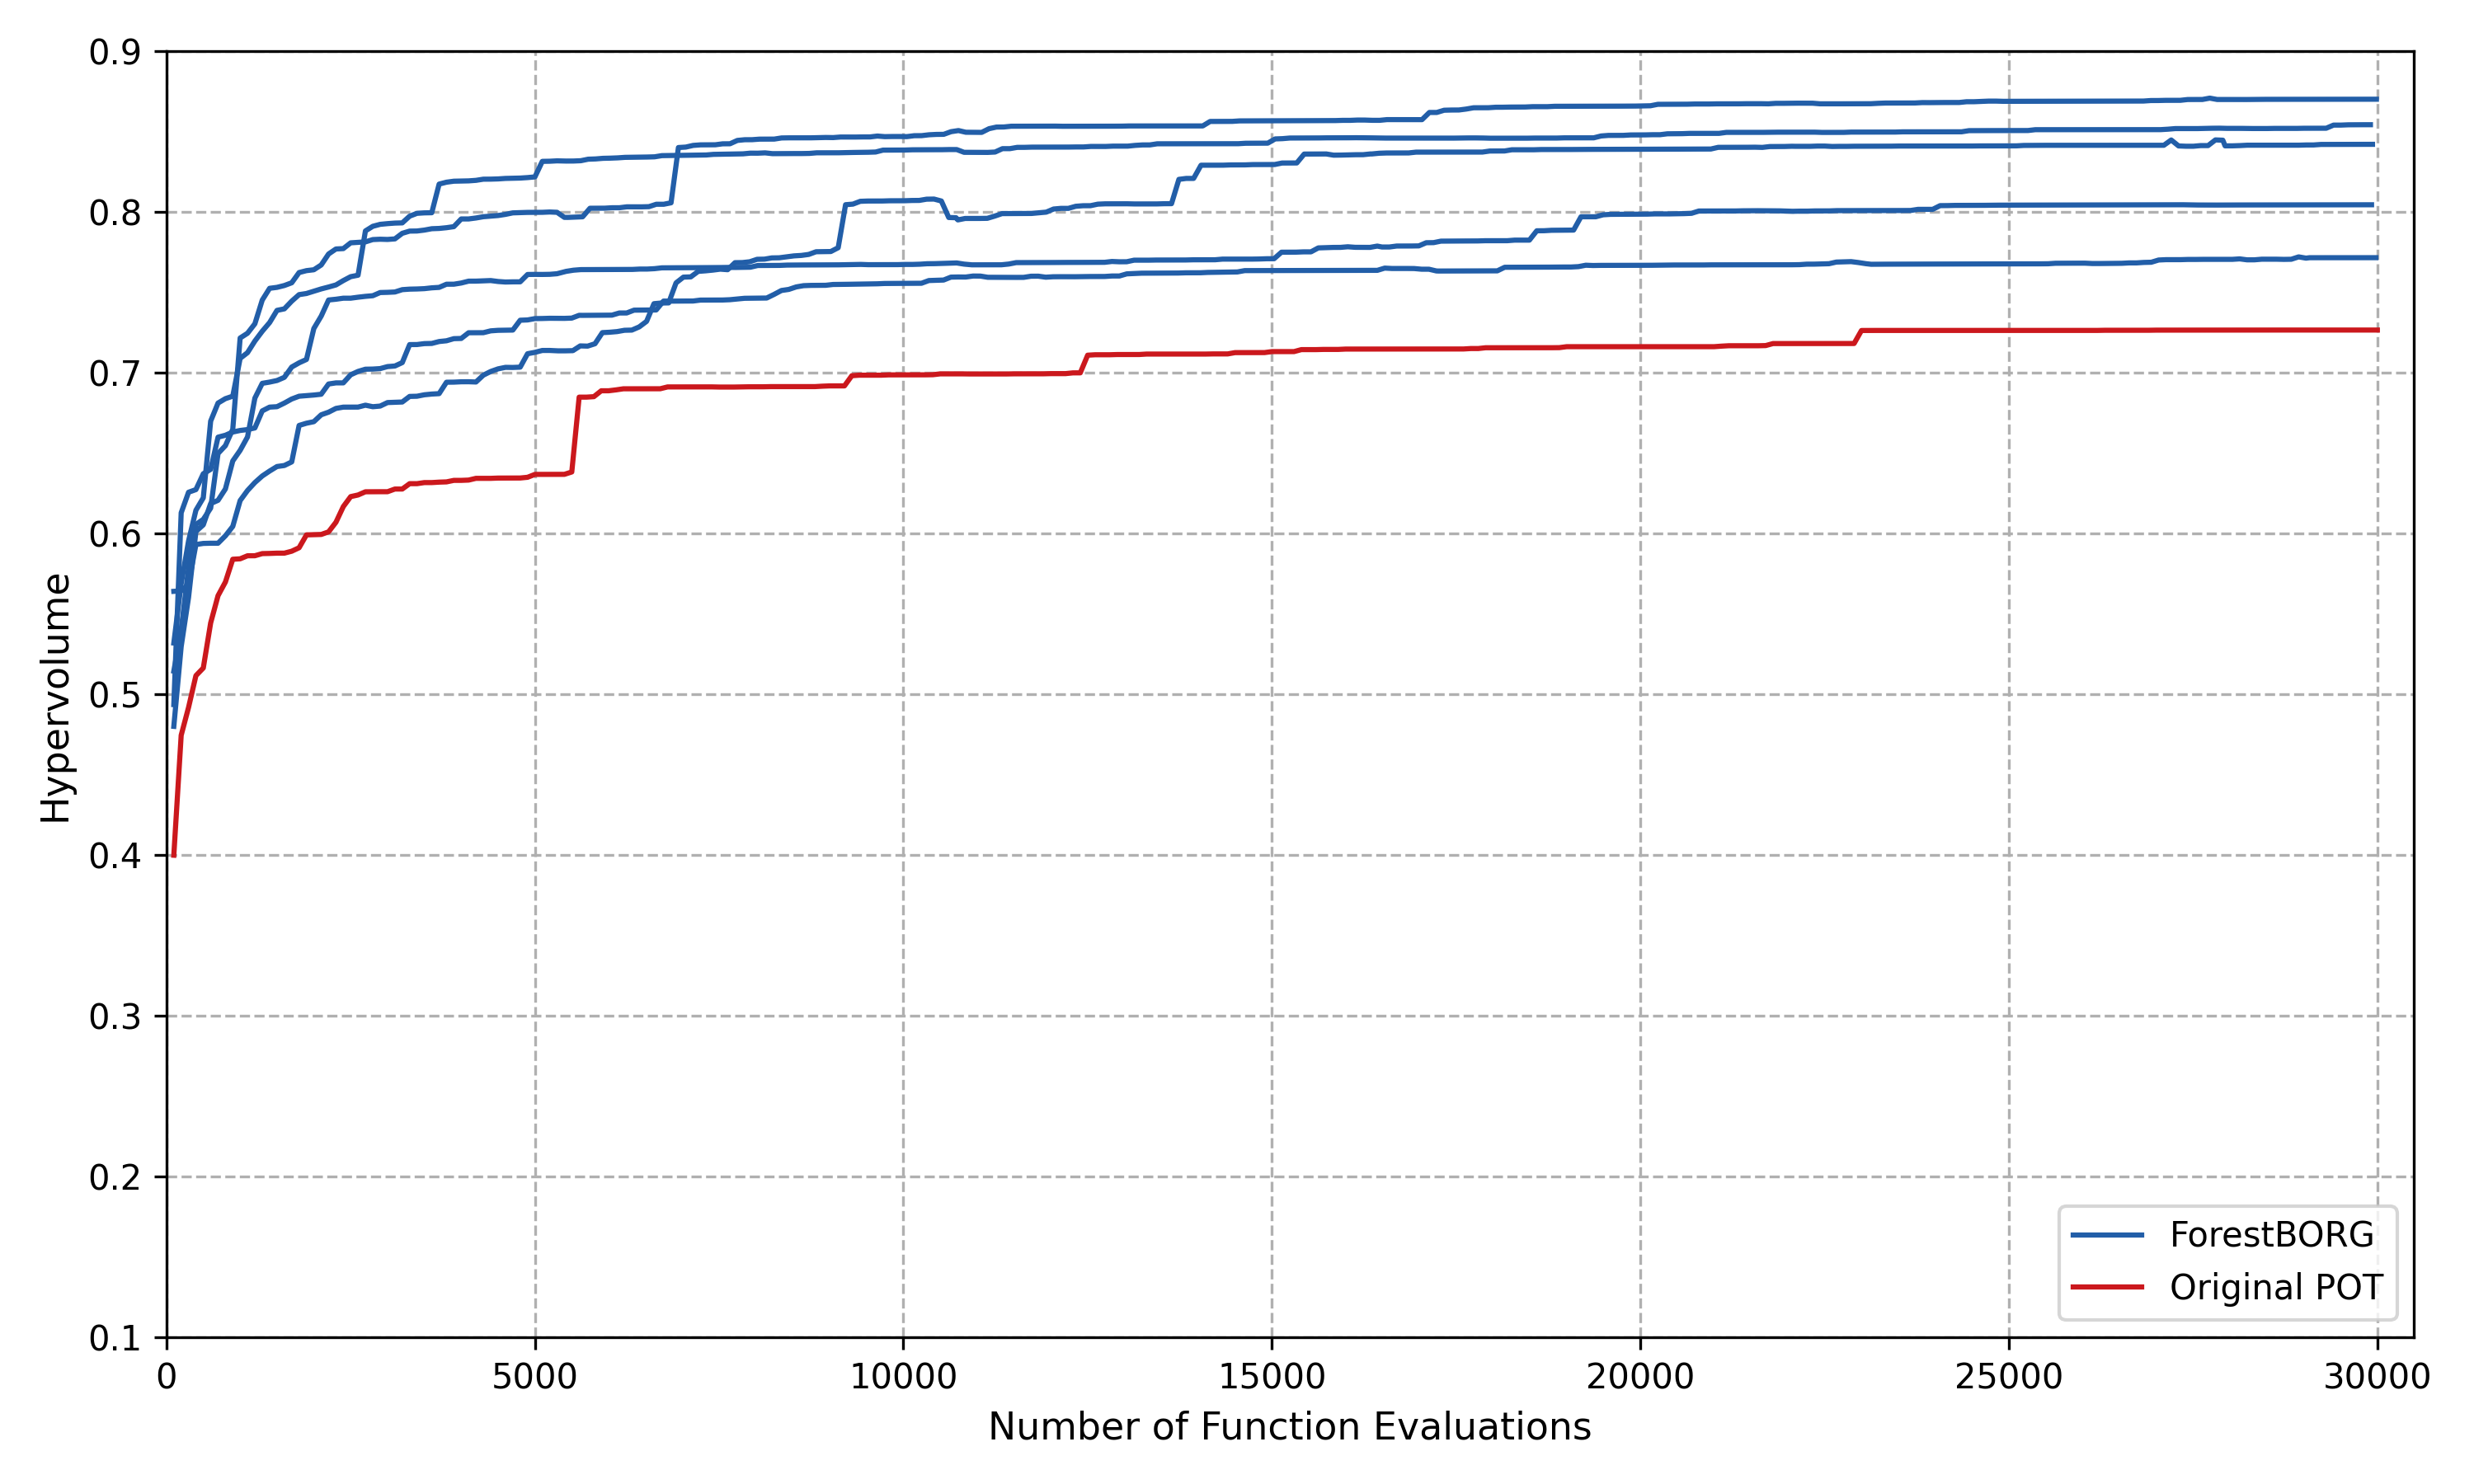 0.9
0.8
0.7
0.6
0.5
0.4
0.3
0.2
0.1
Hypervolume
0 5000 10000 15000 20000 25000 30000
Number of Function Evaluations
ForestBORG
Original POT